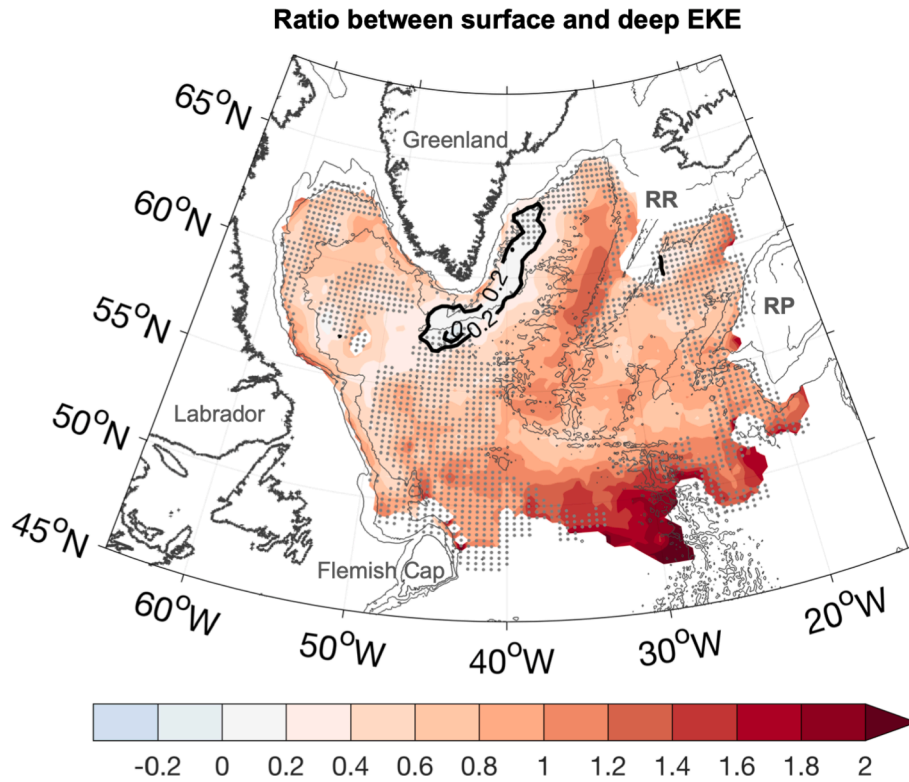 Ratio between surface and deep EKE
65°N
Greenland
RR
60°N
0.2
RP
55°N
0.2
Labrador
50°N
45°N
Flemish Cap
60°W
50°W
40°W
30°W
20°W
-0.2 0 0.2 0.4 0.6 0.8 1 1.2 1.4 1.6 1.8 2